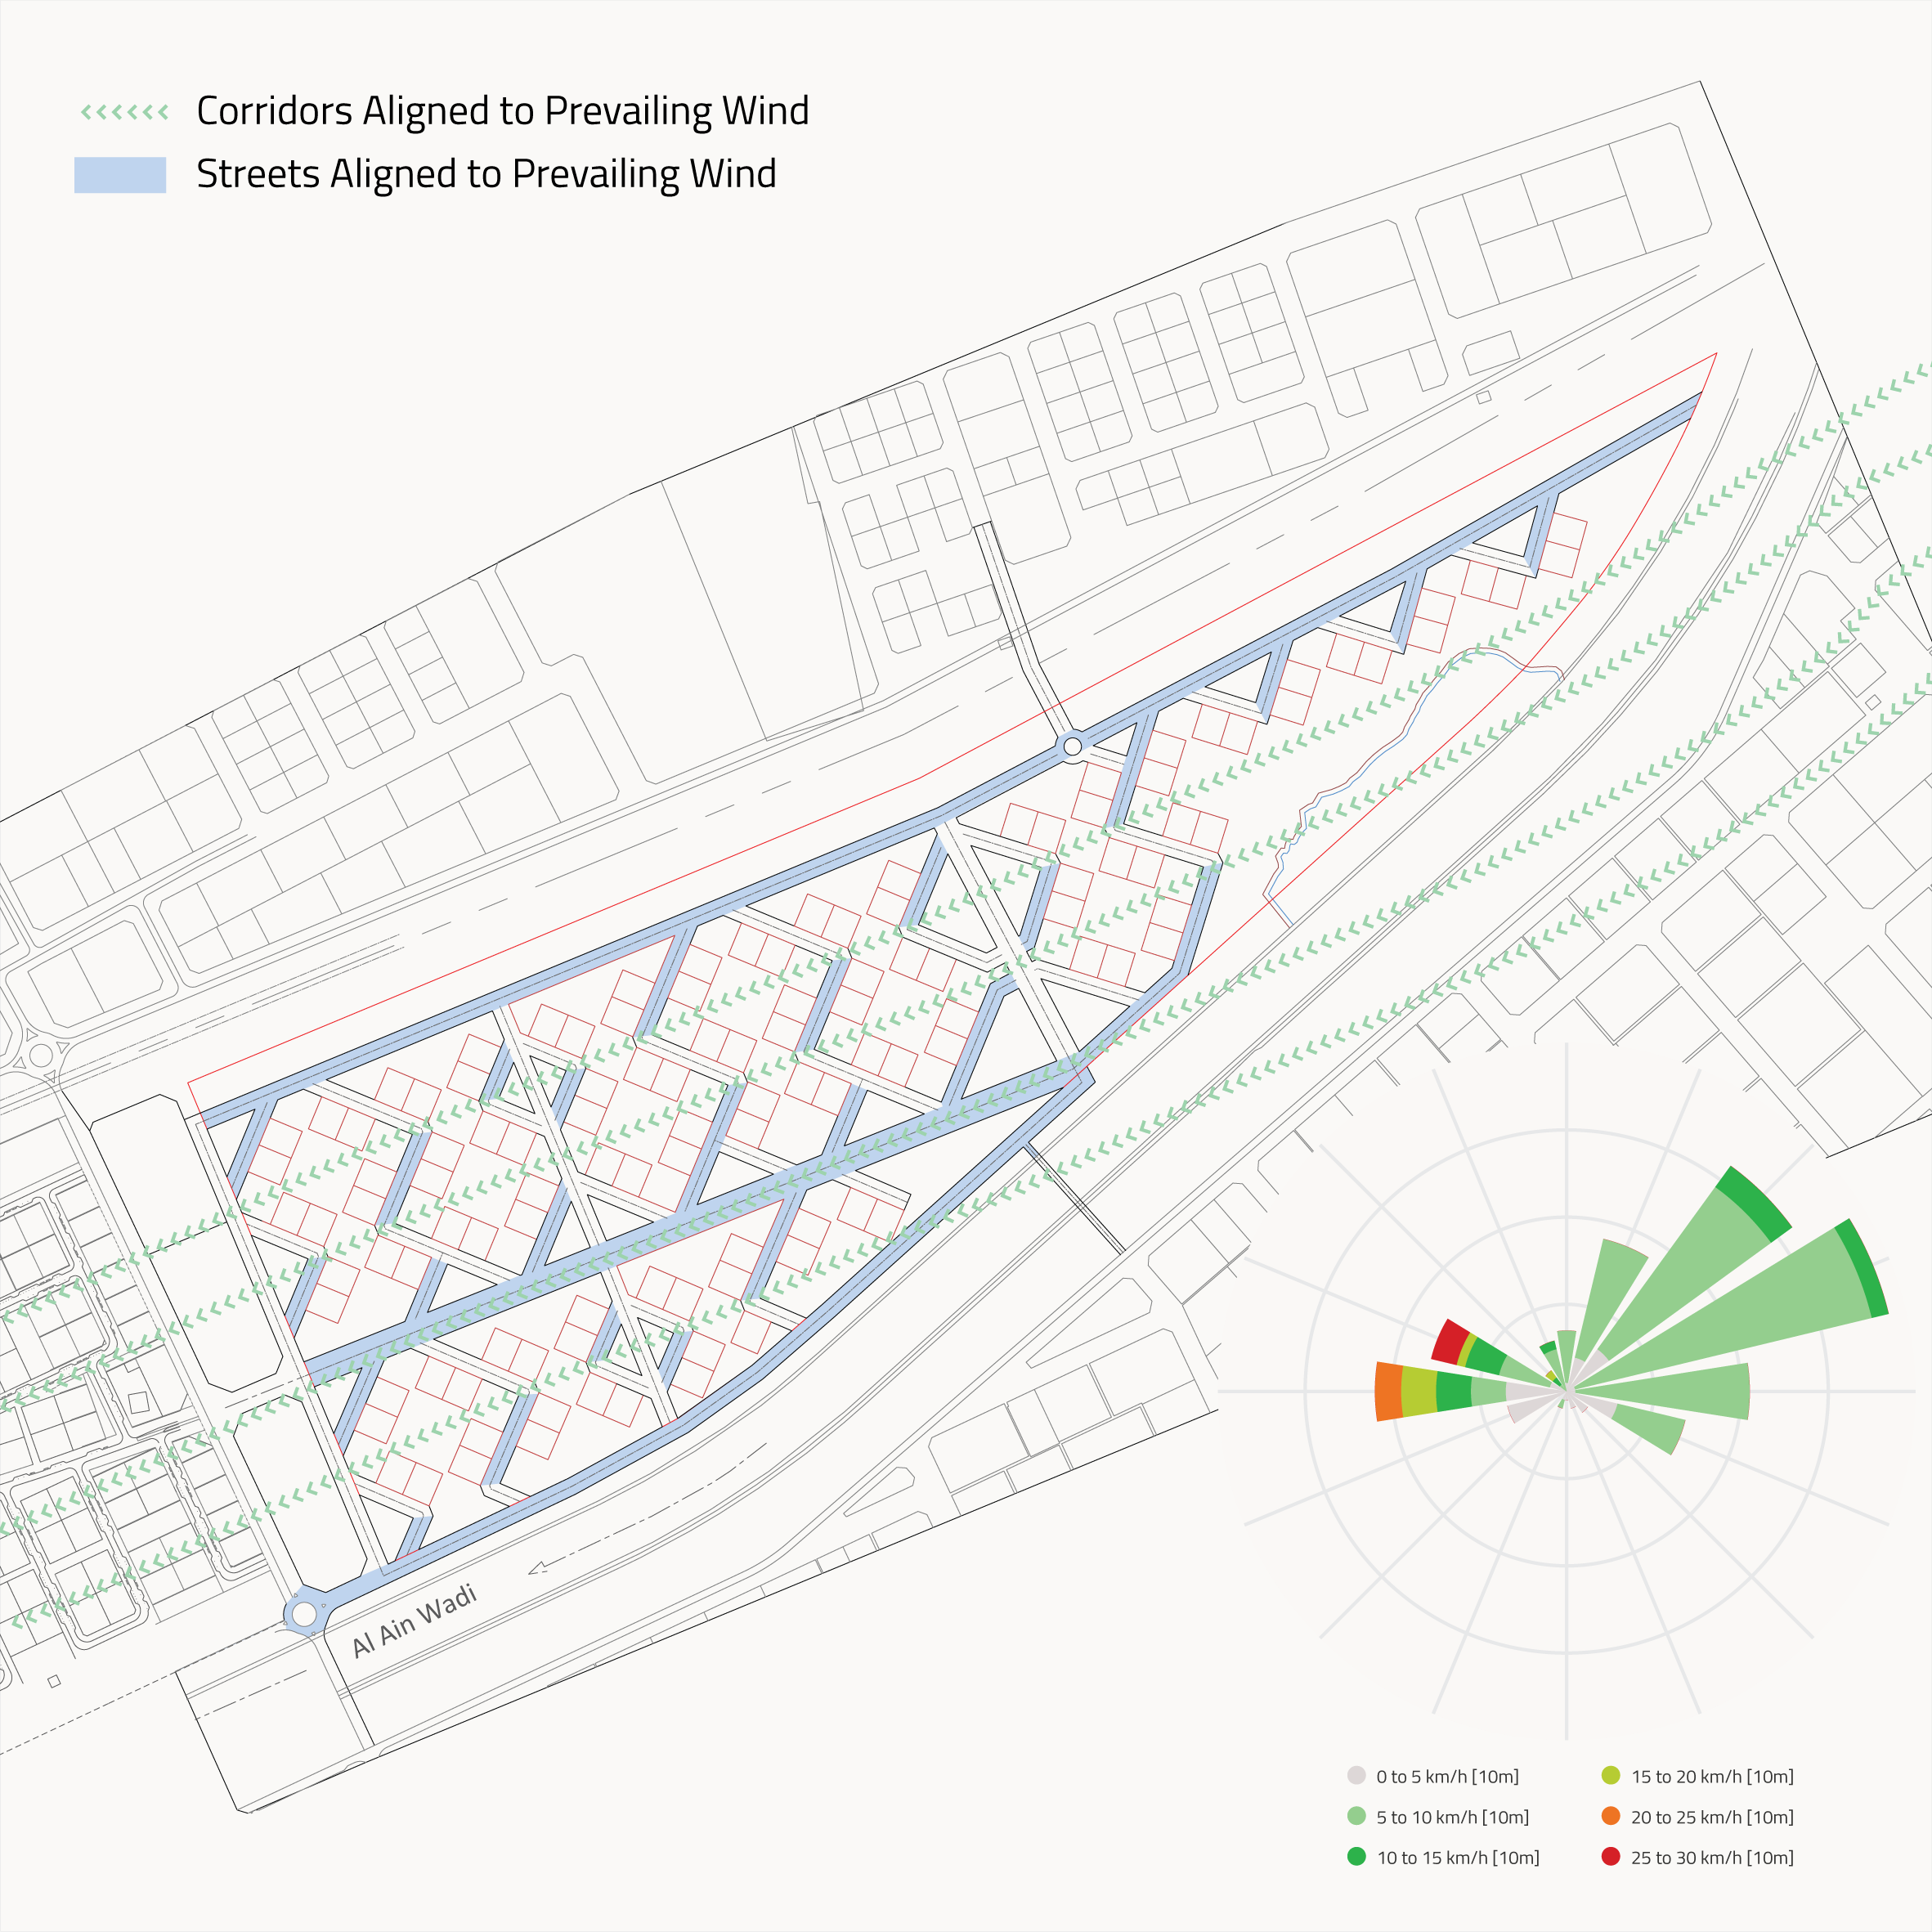 Corridors Aligned to Prevailing Wind
Streets Aligned to Prevailing Wind
Al Ain Wadi
0 to 5 km/h [10m]
15 to 20 km/h [10m]
5 to 10 km/h [10m]
20 to 25 km/h [10m]
10 to 15 km/h [10m]
25 to 30 km/h [10m]